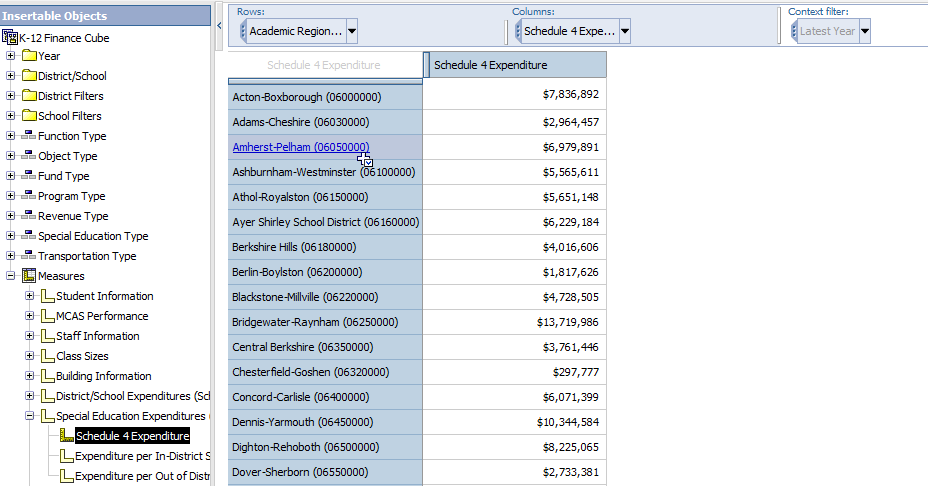 Insertable Objects
K-12 Finance Cube
Year
District/School
District Filters
School Filters
Function Type
Object Type
Fund Type
Program Type
Revenue Type
Special Education Type
Transportation Type
Measures
Student Information
MCAS Performance
Staff Information
Class Sizes
Building Information
District/School Expenditures (Sc
Special Education Expenditures (
Schedule 4 Expenditure
Expenditure per In-District S
Expenditure per Out of Distr
Rows:
Academic Region...
Columns:
Schedule 4 Expe...
Context filter:
Latest Year
Schedule 4 Expenditure Schedule 4 Expenditure
Acton-Boxborough (06000000) $7,836,892
Adams-Cheshire (06030000) $2,964,457
Amherst-Pelham (06050000) $6,979,891
Ashburnham-Westminster (06100000) $5,565,611
Athol-Royalston (06150000) $5,651,148
Ayer Shirley School District (06160000) $6,229,184
Berkshire Hills (06180000) $4,016,606
Berlin-Boylston (06200000) $1,817,626
Blackstone-Millville (06220000) $4,728,505
Bridgewater-Raynham (06250000) $13,719,986
Central Berkshire (06350000) $3,761,446
Chesterfield-Goshen (06320000) $297,777
Concord-Carlisle (06400000) $6,071,399
Dennis-Yarmouth (06450000) $10,344,584
Dighton-Rehoboth (06500000) $8,225,065
Dover-Sherborn (06550000) $2,733,381